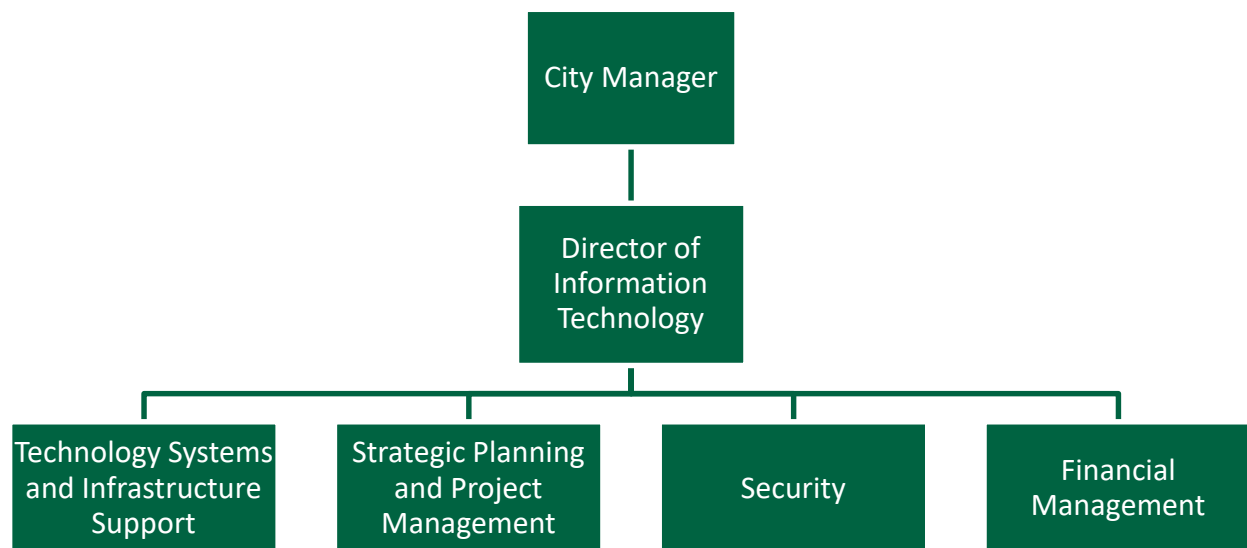 City Manager
Director of
Information
Technology
Technology Systems
and Infrastructure
Support
Strategic Planning
and Project
Management
Security
Financial
Management